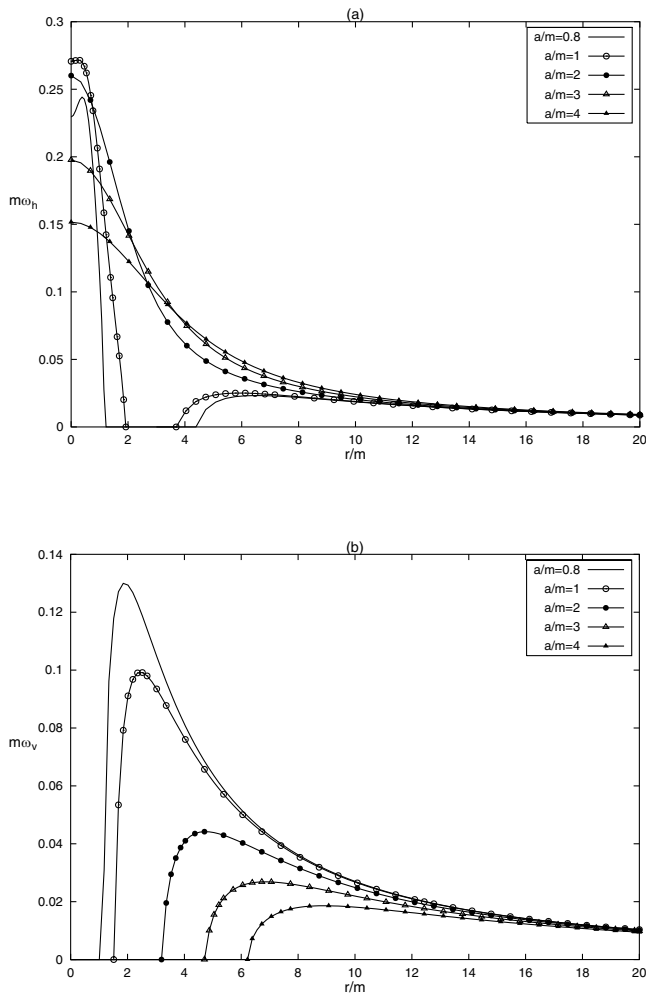 (a)
0.3
0.25
0.2
0.15
0.1
0.05
0
mω_h
a/m=0.8
a/m=1
a/m=2
a/m=3
a/m=4
0 2 4 6 8 10 12 14 16 18 20
r/m
(b)
0.14
0.12
0.1
0.08
0.06
0.04
0.02
0
mω_v
a/m=0.8
a/m=1
a/m=2
a/m=3
a/m=4
0 2 4 6 8 10 12 14 16 18 20
r/m